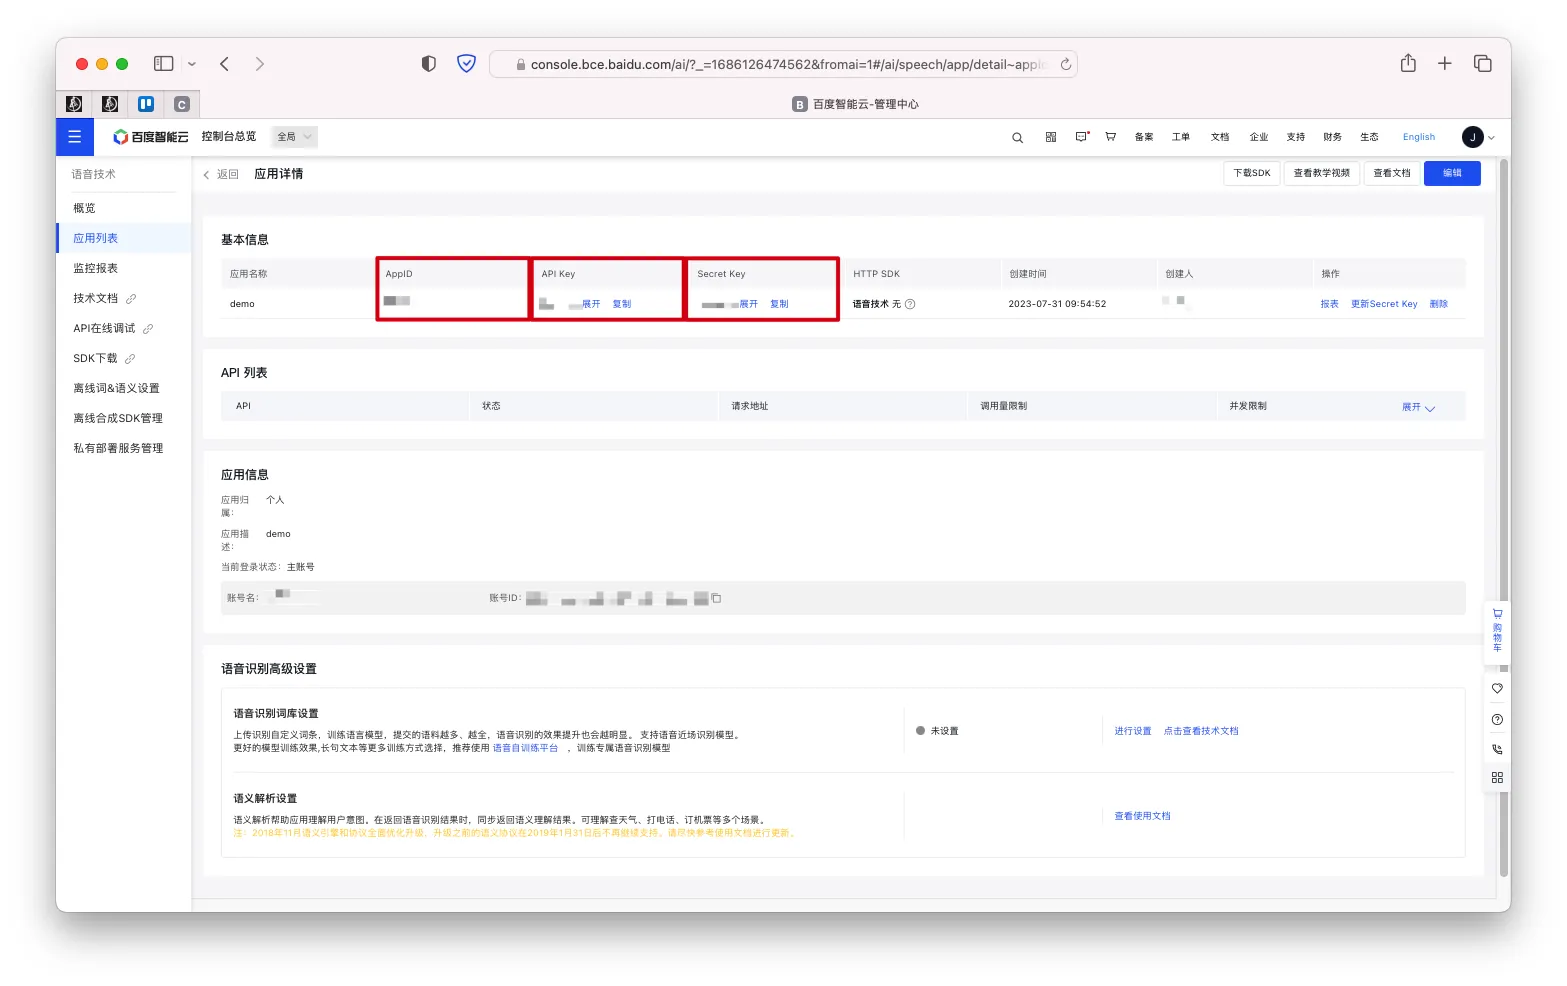 console.bce.baidu.com/ai/?_=1686126474562&fromai=1#/ai/speech/app/detail~appId
C
B 百度智能云-管理中心
百度智能云 控制台总览 全局
备案 工单 文档 企业 支持 财务 生态 English J
语音技术
概览
应用列表
监控报表
技术文档
API在线调试
SDK下载
离线词&语义设置
离线合成SDK管理
私有部署服务管理
返回 应用详情
下载SDK 查看教学视频 查看文档 编辑
基本信息
应用名称 AppID API Key Secret Key HTTP SDK 创建时间 创建人 操作
demo 展开 复制 展开 复制 语音技术 无 2023-07-31 09:54:52 报表 更新Secret Key 删除
API 列表
API 状态 请求地址 调用量限制 并发限制 展开
应用信息
应用归属： 个人
应用描述： demo
当前登录状态： 主账号
账号名： 账号ID：
语音识别高级设置
语音识别词库设置
上传识别自定义词条，训练语言模型，提交的语料越多、越全，语音识别的效果提升也会越明显。 支持语音近场识别模型。
更好的模型训练效果,长句文本等更多训练方式选择，推荐使用 语音自训练平台 ，训练专属语音识别模型
未设置
进行设置 点击查看技术文档
语义解析设置
语义解析帮助应用理解用户意图。在返回语音识别结果时，同步返回语义理解结果。可理解查天气、打电话、订机票等多个场景。
注：2018年11月语义引擎和协议全面优化升级，升级之前的语义协议在2019年1月31日后不再继续支持。请尽快参考使用文档进行更新。
查看使用文档
购物车